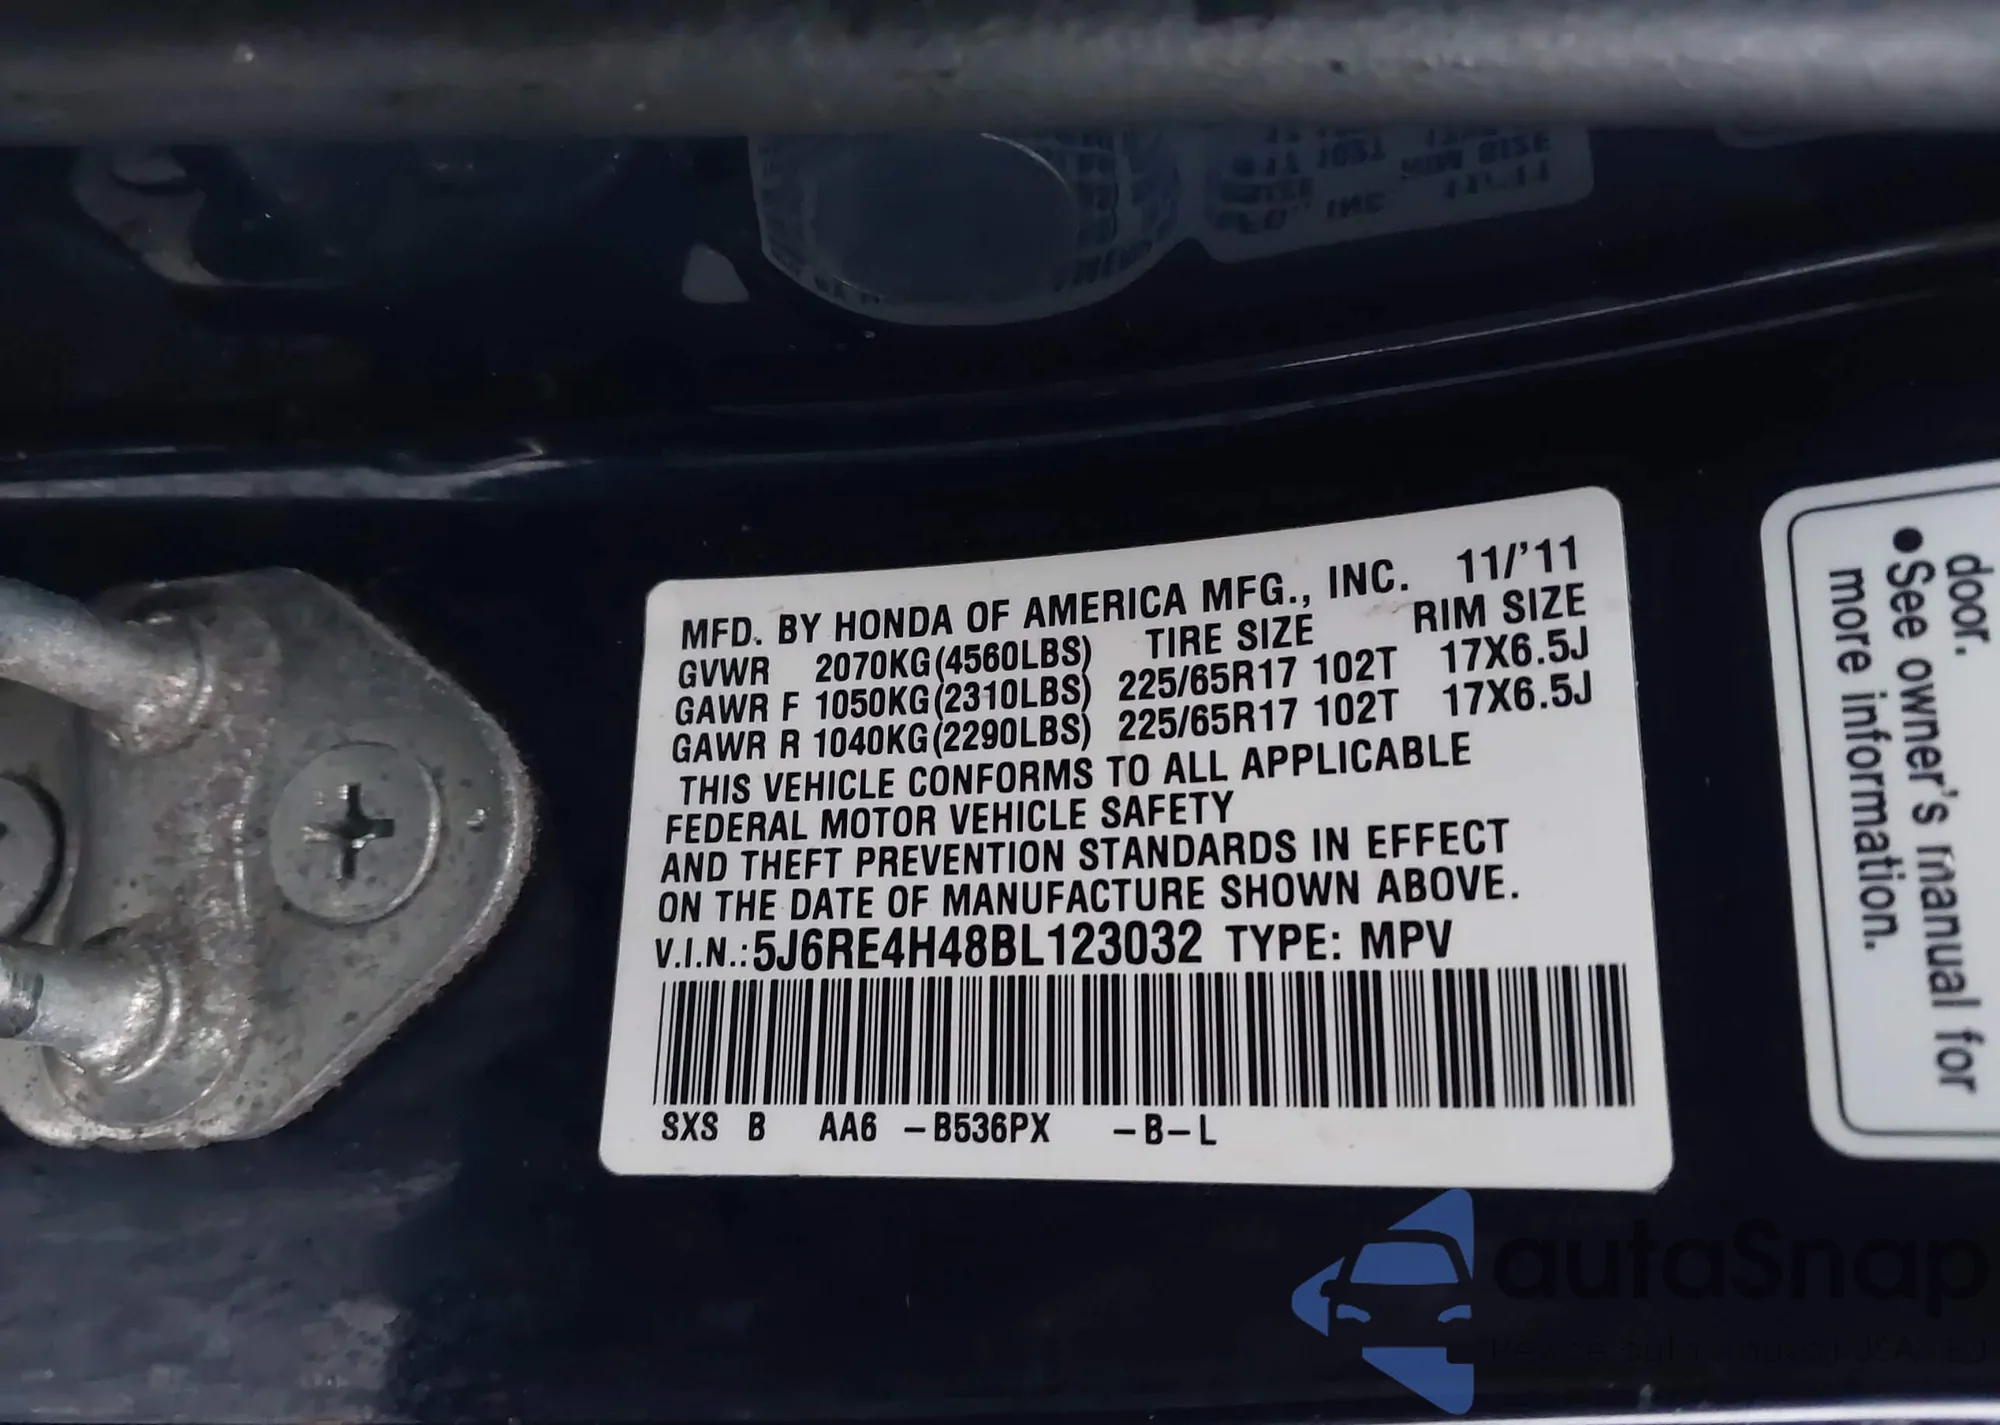 MFD. BY HONDA OF AMERICA MFG., INC. 11/'11
GVWR 2070KG(4560LBS) TIRE SIZE RIM SIZE
GAWR F 1050KG(2310LBS) 225/65R17 102T 17X6.5J
GAWR R 1040KG(2290LBS) 225/65R17 102T 17X6.5J
THIS VEHICLE CONFORMS TO ALL APPLICABLE
FEDERAL MOTOR VEHICLE SAFETY
AND THEFT PREVENTION STANDARDS IN EFFECT
ON THE DATE OF MANUFACTURE SHOWN ABOVE.
V.I.N.:5J6RE4H48BL123032 TYPE: MPV
SXS B AA6 -B536PX -B-L
door.
●See owner's manual for
more information.
autaSnap